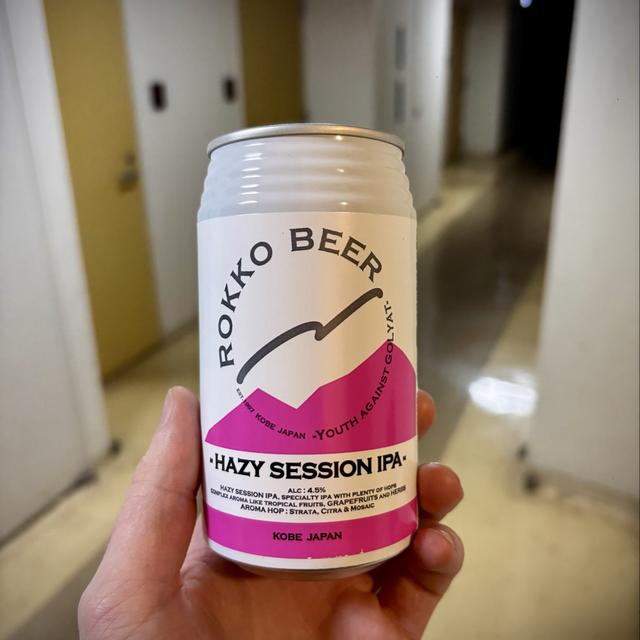 ROKKO BEER
-YOUTH AGAINST GOLYAT-
EST.1997 KOBE JAPAN
-HAZY SESSION IPA-
ALC : 4.5%
HAZY SESSION IPA, SPECIALTY IPA WITH PLENTY OF HOPS
COMPLEX AROMA LIKE TROPICAL FRUITS, GRAPEFRUITS AND HERBS
AROMA HOP : STRATA, CITRA & MOSAIC
KOBE JAPAN